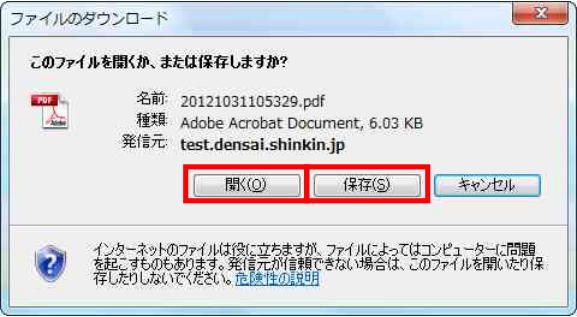 ファイルのダウンロード
このファイルを開くか、または保存しますか?
PDF
Adobe
名前: 20121031105329.pdf
種類: Adobe Acrobat Document, 6.03 KB
発信元: test.densai.shinkin.jp
開く(O) 保存(S) キャンセル
インターネットのファイルは役に立ちますが、ファイルによってはコンピューターに問題
を起こすものもあります。発信元が信頼できない場合は、このファイルを開いたり保
存したりしないでください。危険性の説明